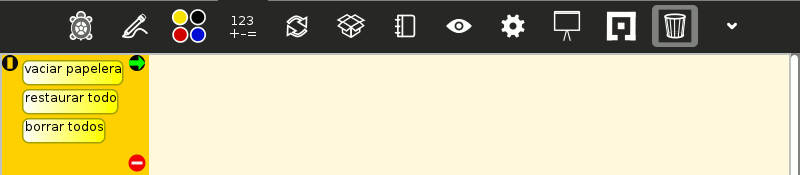 123
+-=
vaciar papelera
restaurar todo
borrar todos